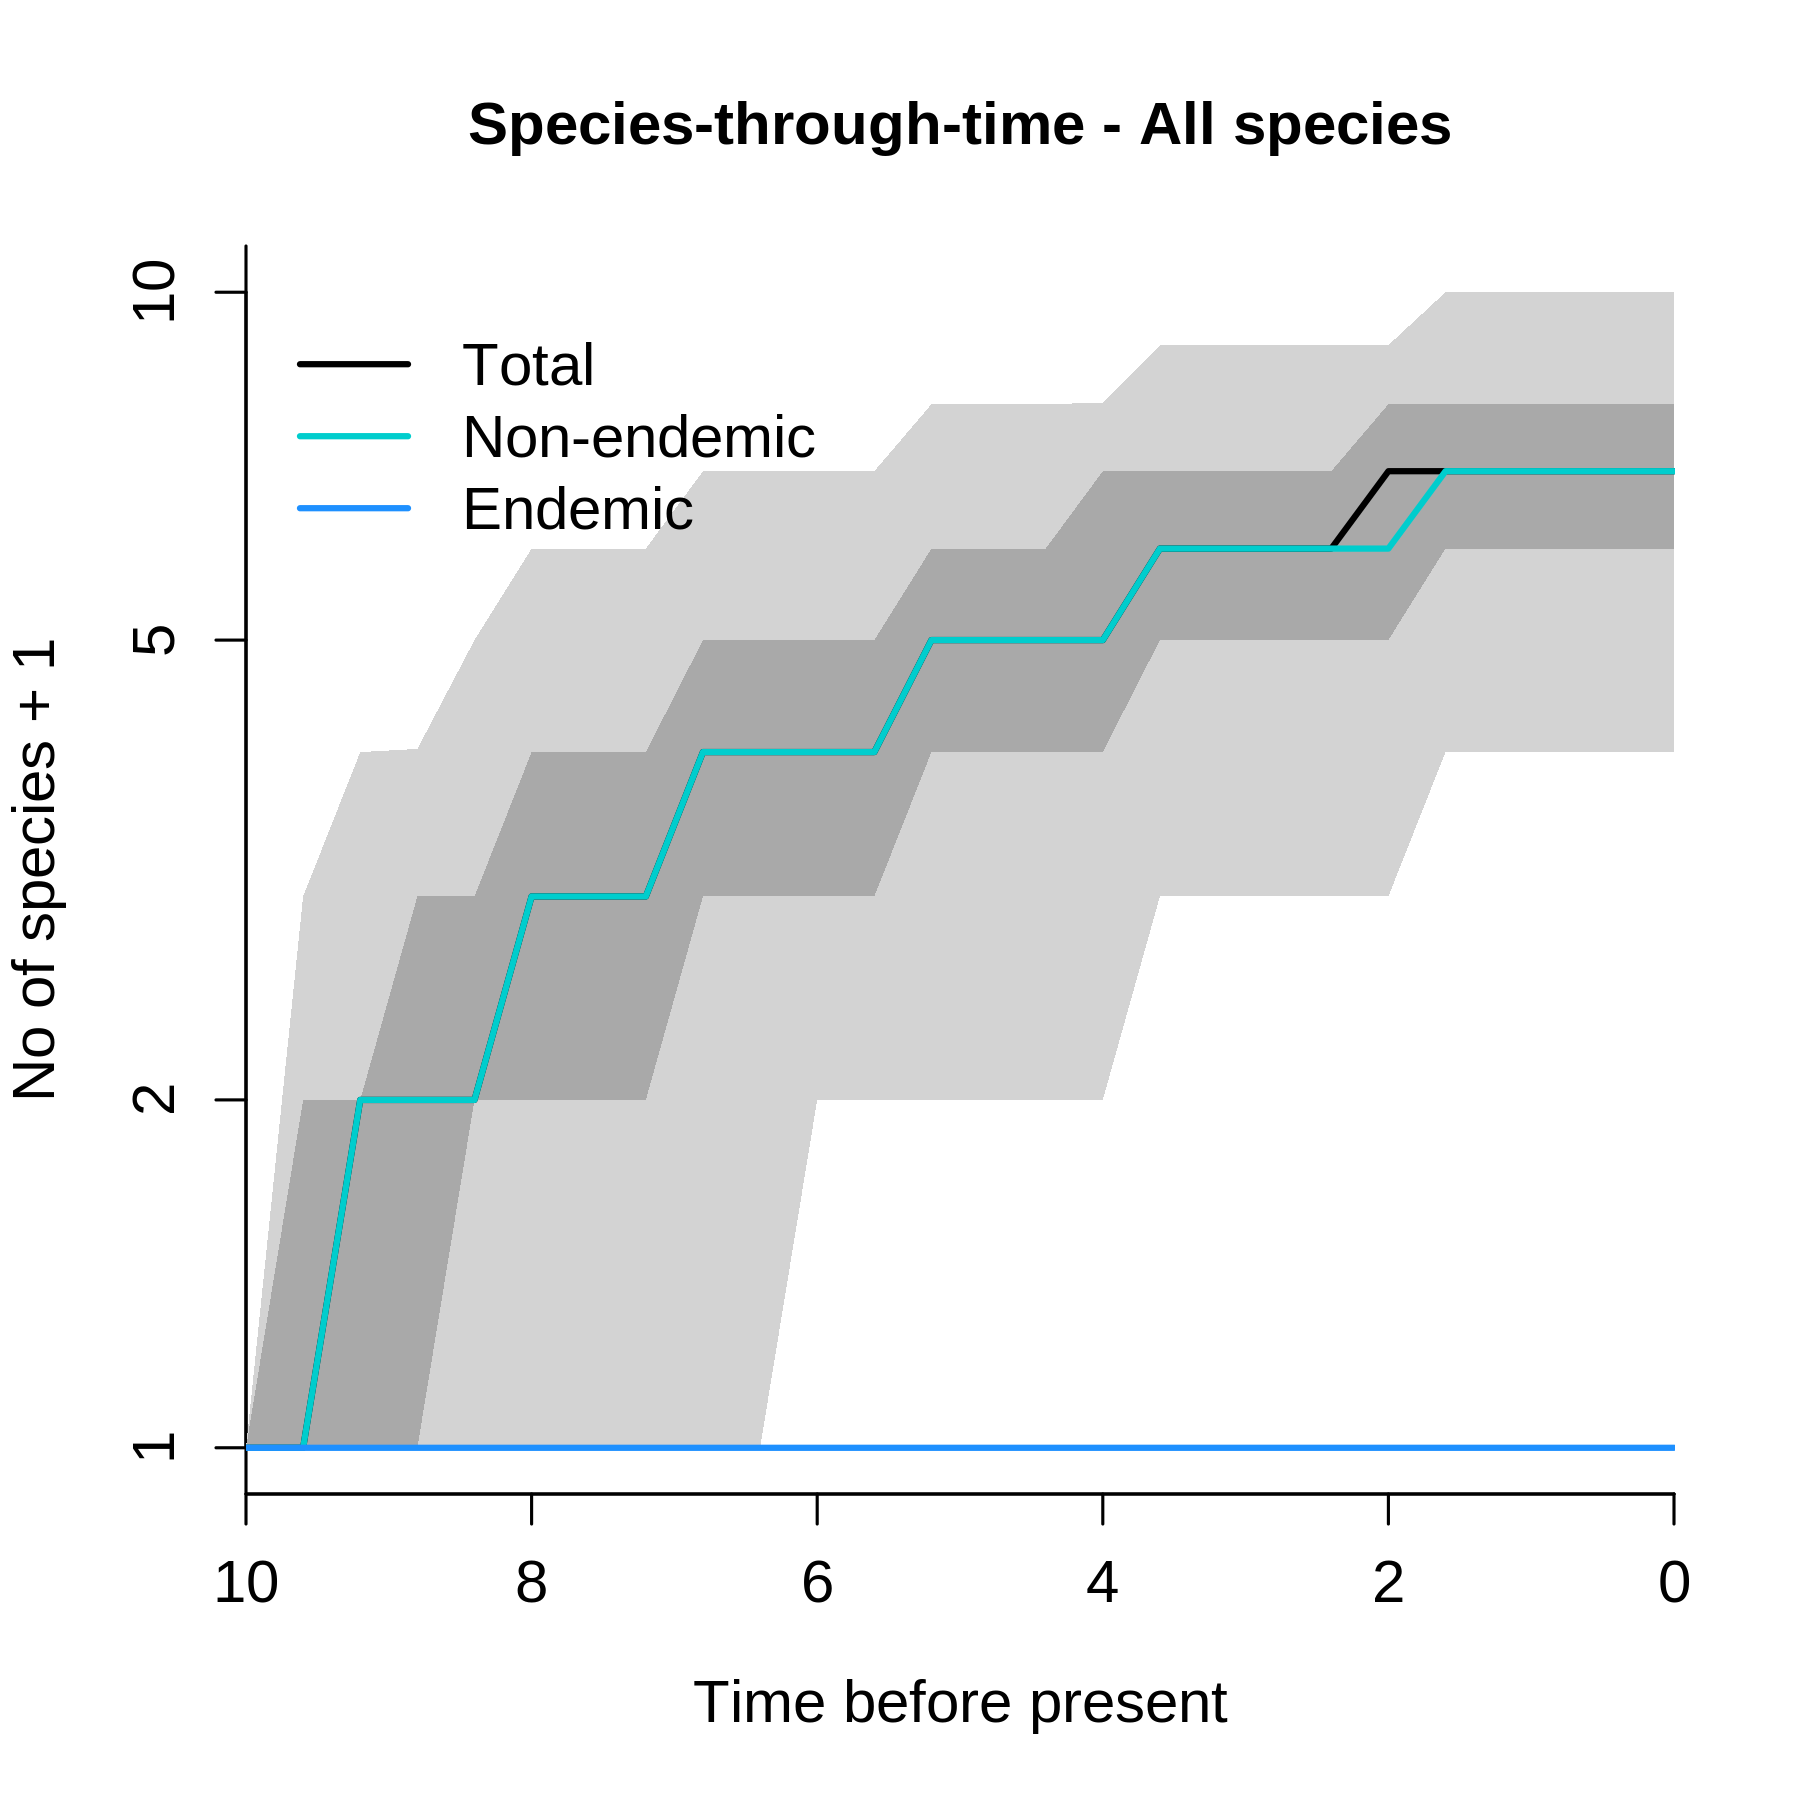 Species-through-time - All species
No of species + 1
10
5
2
1
Total
Non-endemic
Endemic
10 8 6 4 2 0
Time before present